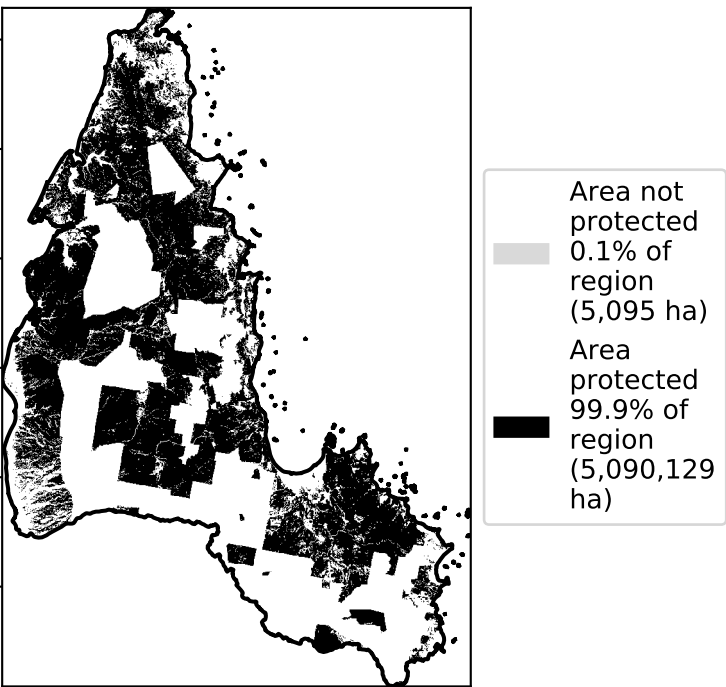 Area not
protected
0.1% of
region
(5,095 ha)
Area
protected
99.9% of
region
(5,090,129
ha)